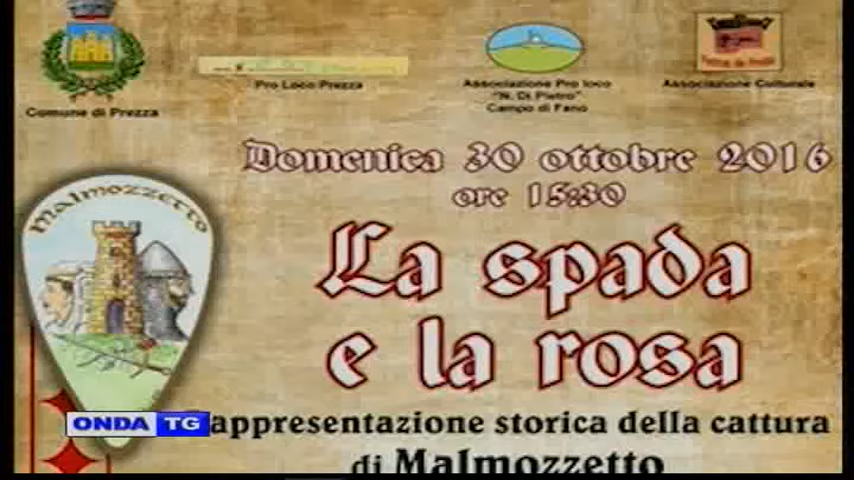 Comune di Prezza
Pro Loco Prezza
Associazione Pro loco
"N. Di Pietro"
Campo di Fano
Associazione Culturale
Domenica 30 ottobre 2016
ore 15:30
Malmozzetto
La spada
e la rosa
appresentazione storica della cattura
di Malmozzetto
ONDA TG